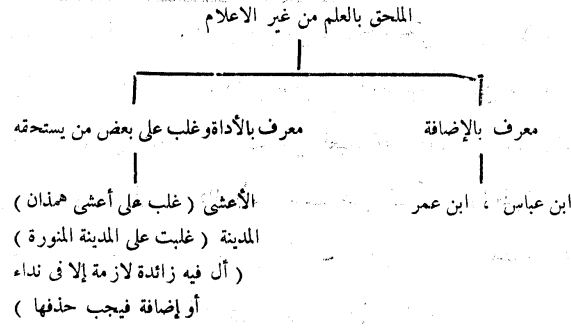 الملحق بالعلم من غير الاعلام
معرف بالإضافة
معرف بالأداة وغلب على بعض من يستحقه
ابن عباس ، ابن عمر
الأعشى ( غلب على أعشى همذان )
المدينة ( غلبت على المدينة المنورة )
( أل فيه زائدة لازمة إلا فى نداء
أو إضافة فيجب حذفها )